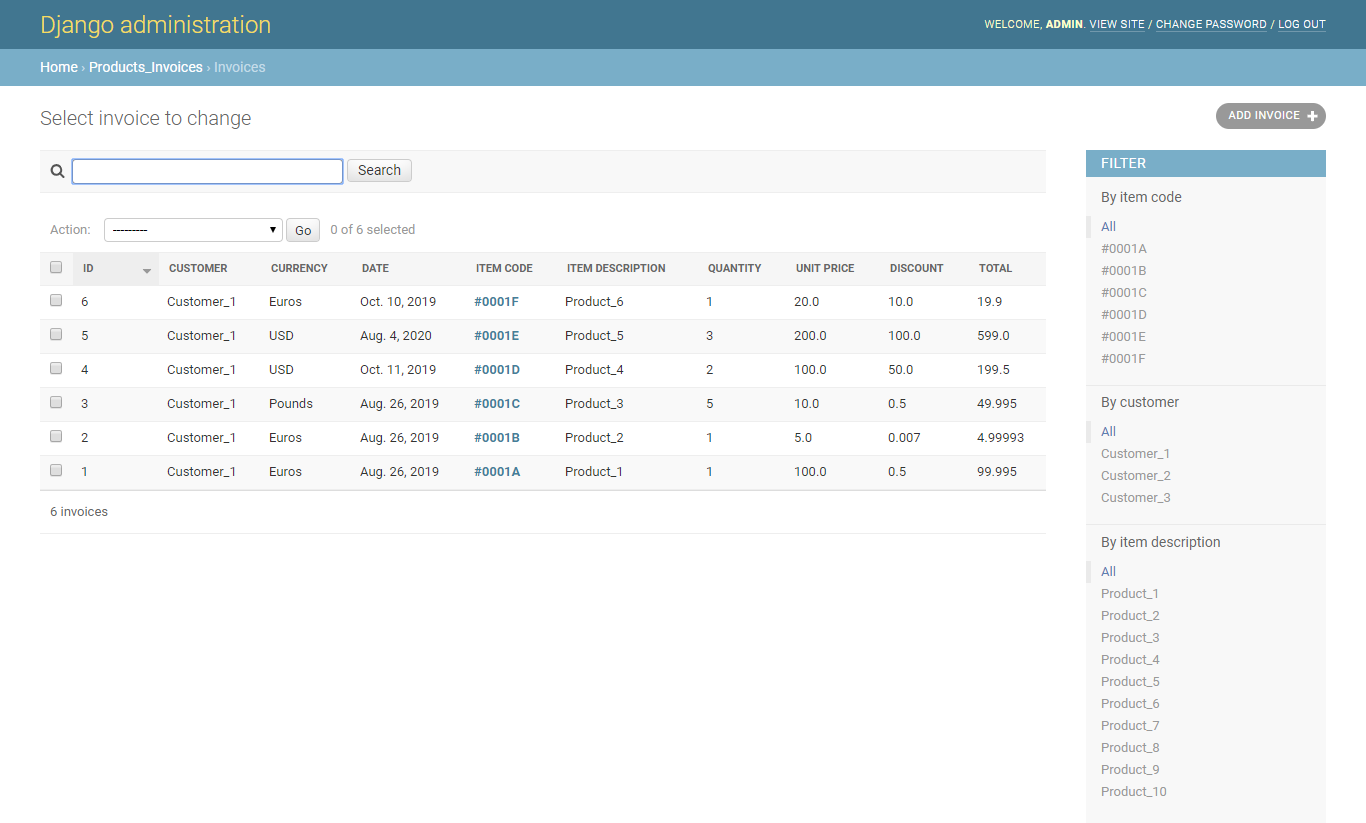 Django administration
WELCOME, ADMIN. VIEW SITE / CHANGE PASSWORD / LOG OUT
Home › Products_Invoices › Invoices
Select invoice to change
ADD INVOICE +
Search
Action: --------- Go 0 of 6 selected
ID CUSTOMER CURRENCY DATE ITEM CODE ITEM DESCRIPTION QUANTITY UNIT PRICE DISCOUNT TOTAL
6 Customer_1 Euros Oct. 10, 2019 #0001F Product_6 1 20.0 10.0 19.9
5 Customer_1 USD Aug. 4, 2020 #0001E Product_5 3 200.0 100.0 599.0
4 Customer_1 USD Oct. 11, 2019 #0001D Product_4 2 100.0 50.0 199.5
3 Customer_1 Pounds Aug. 26, 2019 #0001C Product_3 5 10.0 0.5 49.995
2 Customer_1 Euros Aug. 26, 2019 #0001B Product_2 1 5.0 0.007 4.99993
1 Customer_1 Euros Aug. 26, 2019 #0001A Product_1 1 100.0 0.5 99.995
6 invoices
FILTER
By item code
All
#0001A
#0001B
#0001C
#0001D
#0001E
#0001F
By customer
All
Customer_1
Customer_2
Customer_3
By item description
All
Product_1
Product_2
Product_3
Product_4
Product_5
Product_6
Product_7
Product_8
Product_9
Product_10